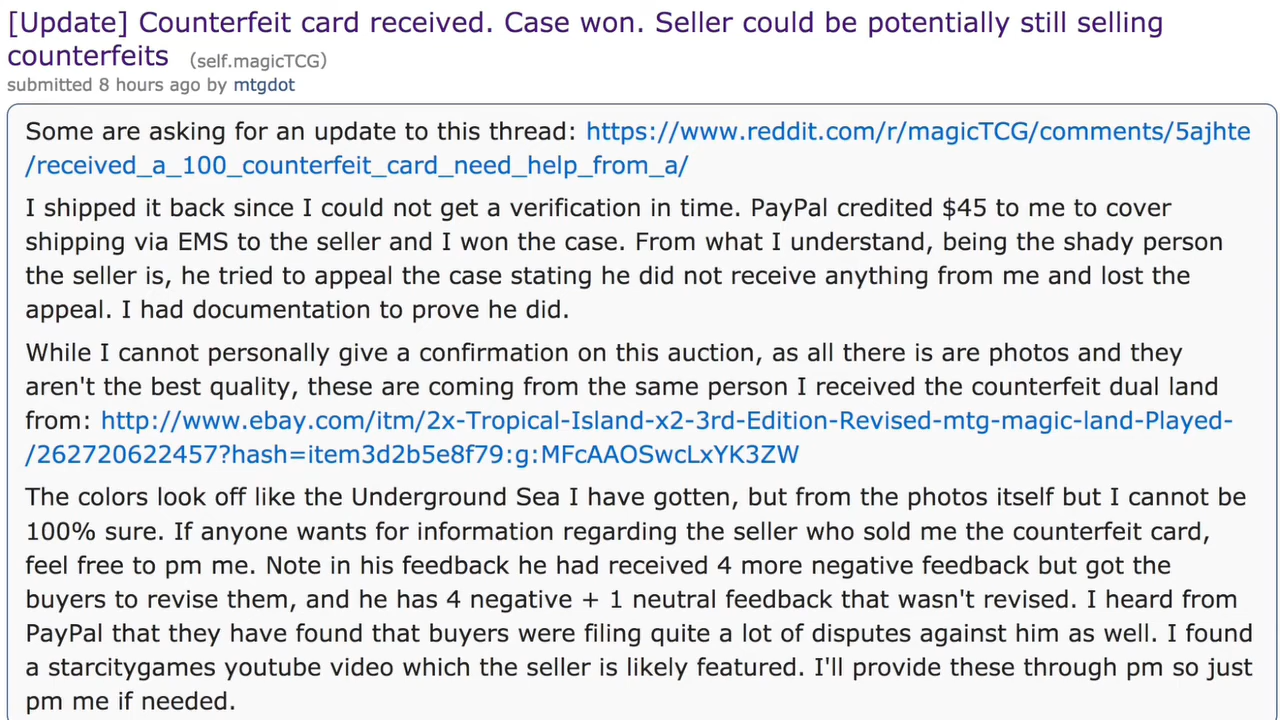 [Update] Counterfeit card received. Case won. Seller could be potentially still selling
counterfeits (self.magicTCG)
submitted 8 hours ago by mtgdot
Some are asking for an update to this thread: https://www.reddit.com/r/magicTCG/comments/5ajhte
/received_a_100_counterfeit_card_need_help_from_a/
I shipped it back since I could not get a verification in time. PayPal credited $45 to me to cover
shipping via EMS to the seller and I won the case. From what I understand, being the shady person
the seller is, he tried to appeal the case stating he did not receive anything from me and lost the
appeal. I had documentation to prove he did.
While I cannot personally give a confirmation on this auction, as all there is are photos and they
aren't the best quality, these are coming from the same person I received the counterfeit dual land
from: http://www.ebay.com/itm/2x-Tropical-Island-x2-3rd-Edition-Revised-mtg-magic-land-Played-
/262720622457?hash=item3d2b5e8f79:g:MFcAAOSwcLxYK3ZW
The colors look off like the Underground Sea I have gotten, but from the photos itself but I cannot be
100% sure. If anyone wants for information regarding the seller who sold me the counterfeit card,
feel free to pm me. Note in his feedback he had received 4 more negative feedback but got the
buyers to revise them, and he has 4 negative + 1 neutral feedback that wasn't revised. I heard from
PayPal that they have found that buyers were filing quite a lot of disputes against him as well. I found
a starcitygames youtube video which the seller is likely featured. I'll provide these through pm so just
pm me if needed.